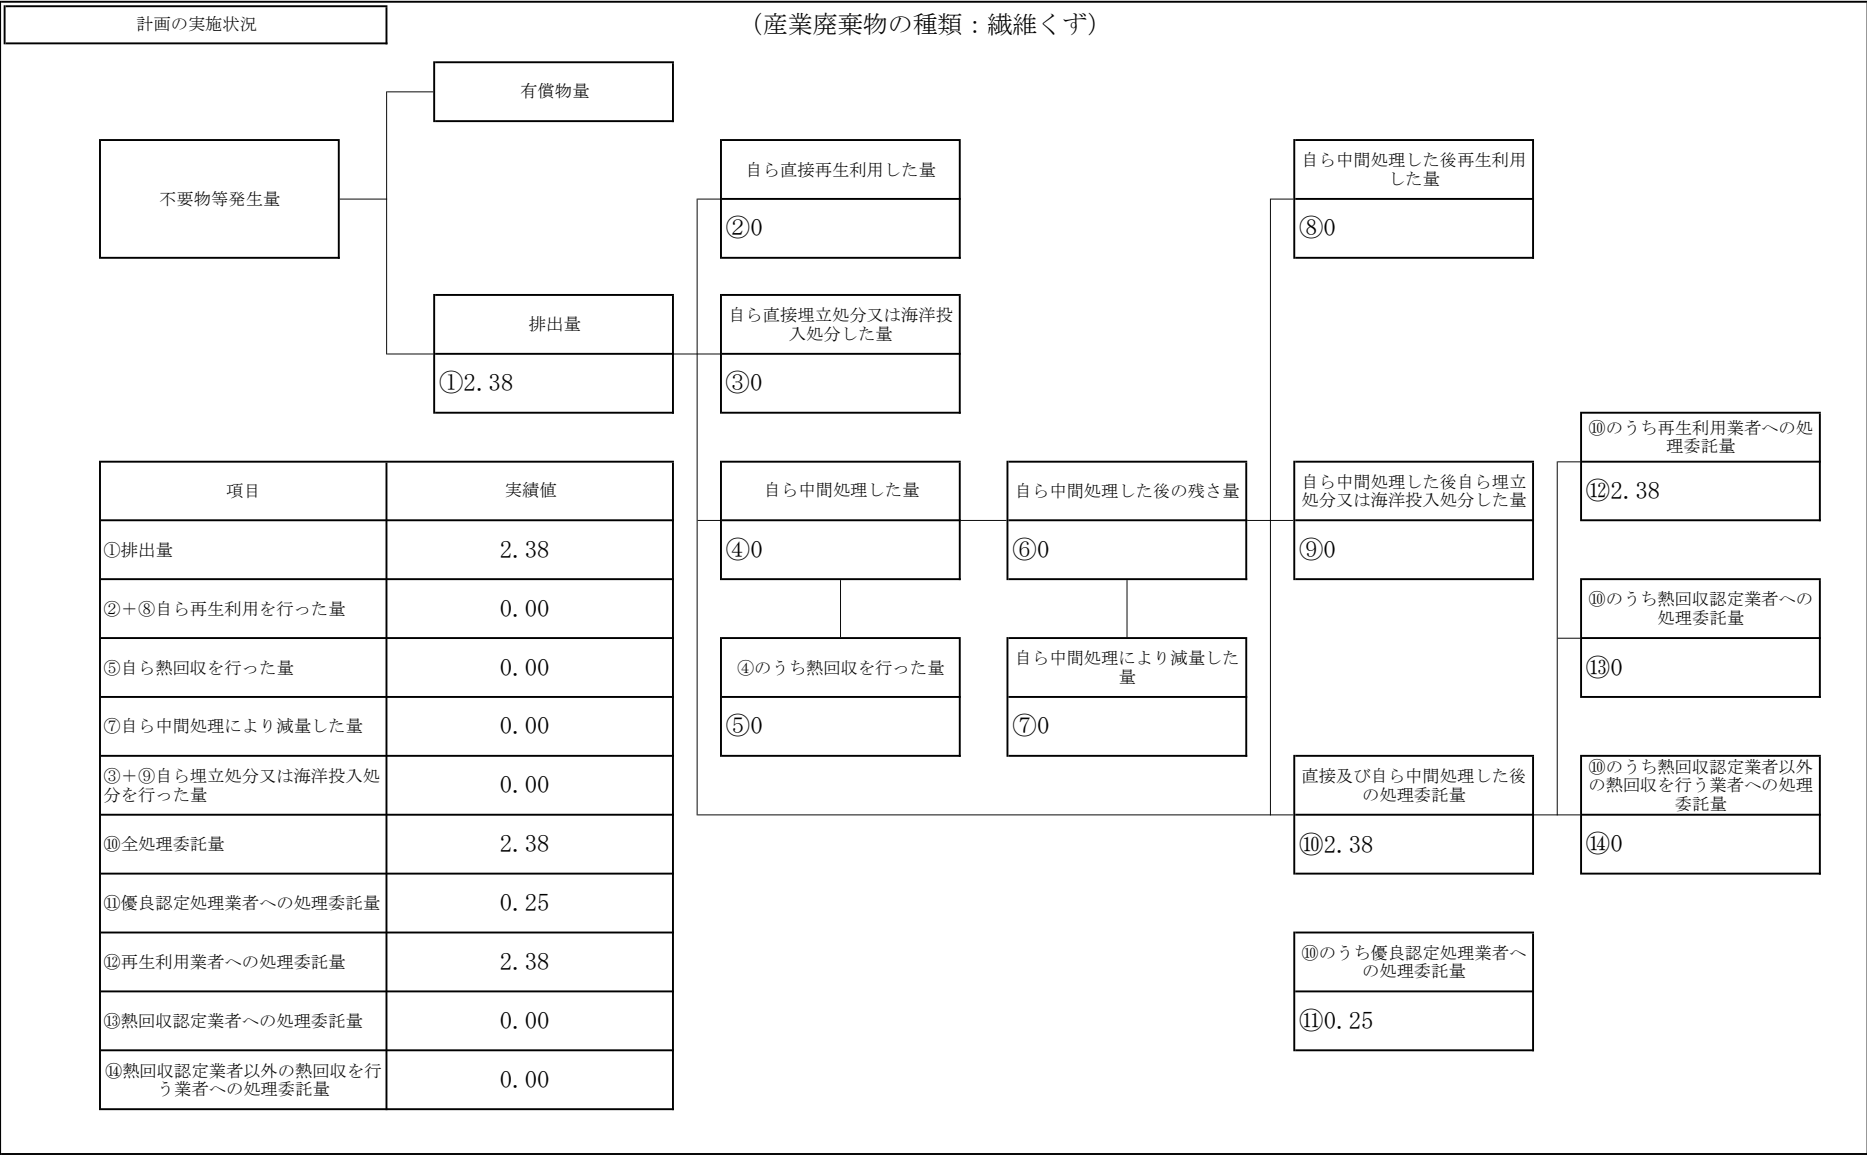 計画の実施状況
（産業廃棄物の種類：繊維くず）
有償物量
不要物等発生量
自ら直接再生利用した量
②0
自ら中間処理した後再生利用
した量
⑧0
排出量
①2.38
自ら直接埋立処分又は海洋投
入処分した量
③0
⑩のうち再生利用業者への処
理委託量
⑫2.38
自ら中間処理した量
④0
自ら中間処理した後の残さ量
⑥0
自ら中間処理した後自ら埋立
処分又は海洋投入処分した量
⑨0
⑩のうち熱回収認定業者への
処理委託量
⑬0
④のうち熱回収を行った量
⑤0
自ら中間処理により減量した
量
⑦0
直接及び自ら中間処理した後
の処理委託量
⑩2.38
⑩のうち熱回収認定業者以外
の熱回収を行う業者への処理
委託量
⑭0
⑩のうち優良認定処理業者へ
の処理委託量
⑪0.25
項目 実績値
①排出量 2.38
②＋⑧自ら再生利用を行った量 0.00
⑤自ら熱回収を行った量 0.00
⑦自ら中間処理により減量した量 0.00
③＋⑨自ら埋立処分又は海洋投入処
分を行った量 0.00
⑩全処理委託量 2.38
⑪優良認定処理業者への処理委託量 0.25
⑫再生利用業者への処理委託量 2.38
⑬熱回収認定業者への処理委託量 0.00
⑭熱回収認定業者以外の熱回収を行
う業者への処理委託量 0.00